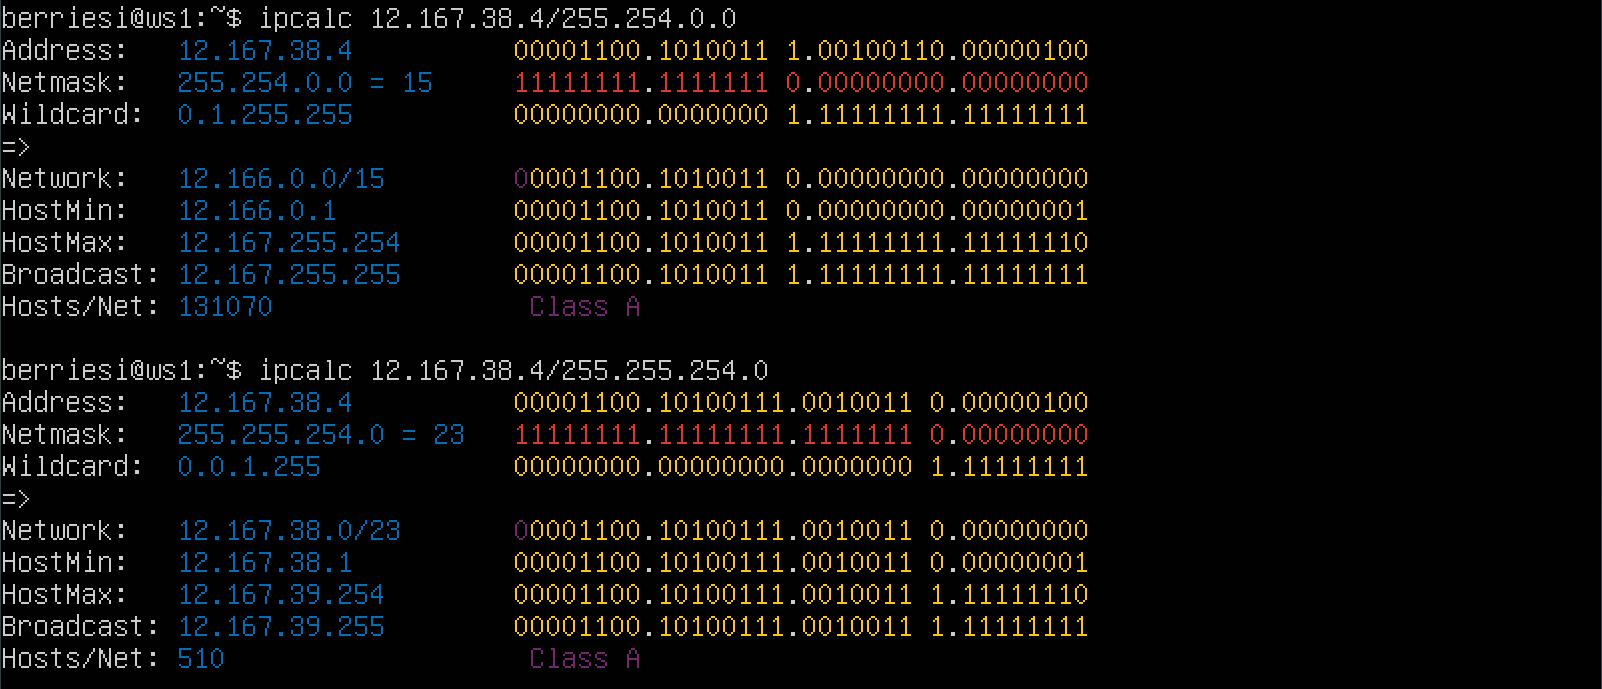 berriesi@ws1:~$ ipcalc 12.167.38.4/255.254.0.0
Address:   12.167.38.4          00001100.1010011 1.00100110.00000100
Netmask:   255.254.0.0 = 15     11111111.1111111 0.00000000.00000000
Wildcard:  0.1.255.255          00000000.0000000 1.11111111.11111111
=>
Network:   12.166.0.0/15        00001100.1010011 0.00000000.00000000
HostMin:   12.166.0.1           00001100.1010011 0.00000000.00000001
HostMax:   12.167.255.254       00001100.1010011 1.11111111.11111110
Broadcast: 12.167.255.255       00001100.1010011 1.11111111.11111111
Hosts/Net: 131070                Class A
berriesi@ws1:~$ ipcalc 12.167.38.4/255.255.254.0
Address:   12.167.38.4          00001100.10100111.0010011 0.00000100
Netmask:   255.255.254.0 = 23   11111111.11111111.1111111 0.00000000
Wildcard:  0.0.1.255            00000000.00000000.0000000 1.11111111
=>
Network:   12.167.38.0/23       00001100.10100111.0010011 0.00000000
HostMin:   12.167.38.1          00001100.10100111.0010011 0.00000001
HostMax:   12.167.39.254        00001100.10100111.0010011 1.11111110
Broadcast: 12.167.39.255        00001100.10100111.0010011 1.11111111
Hosts/Net: 510                   Class A